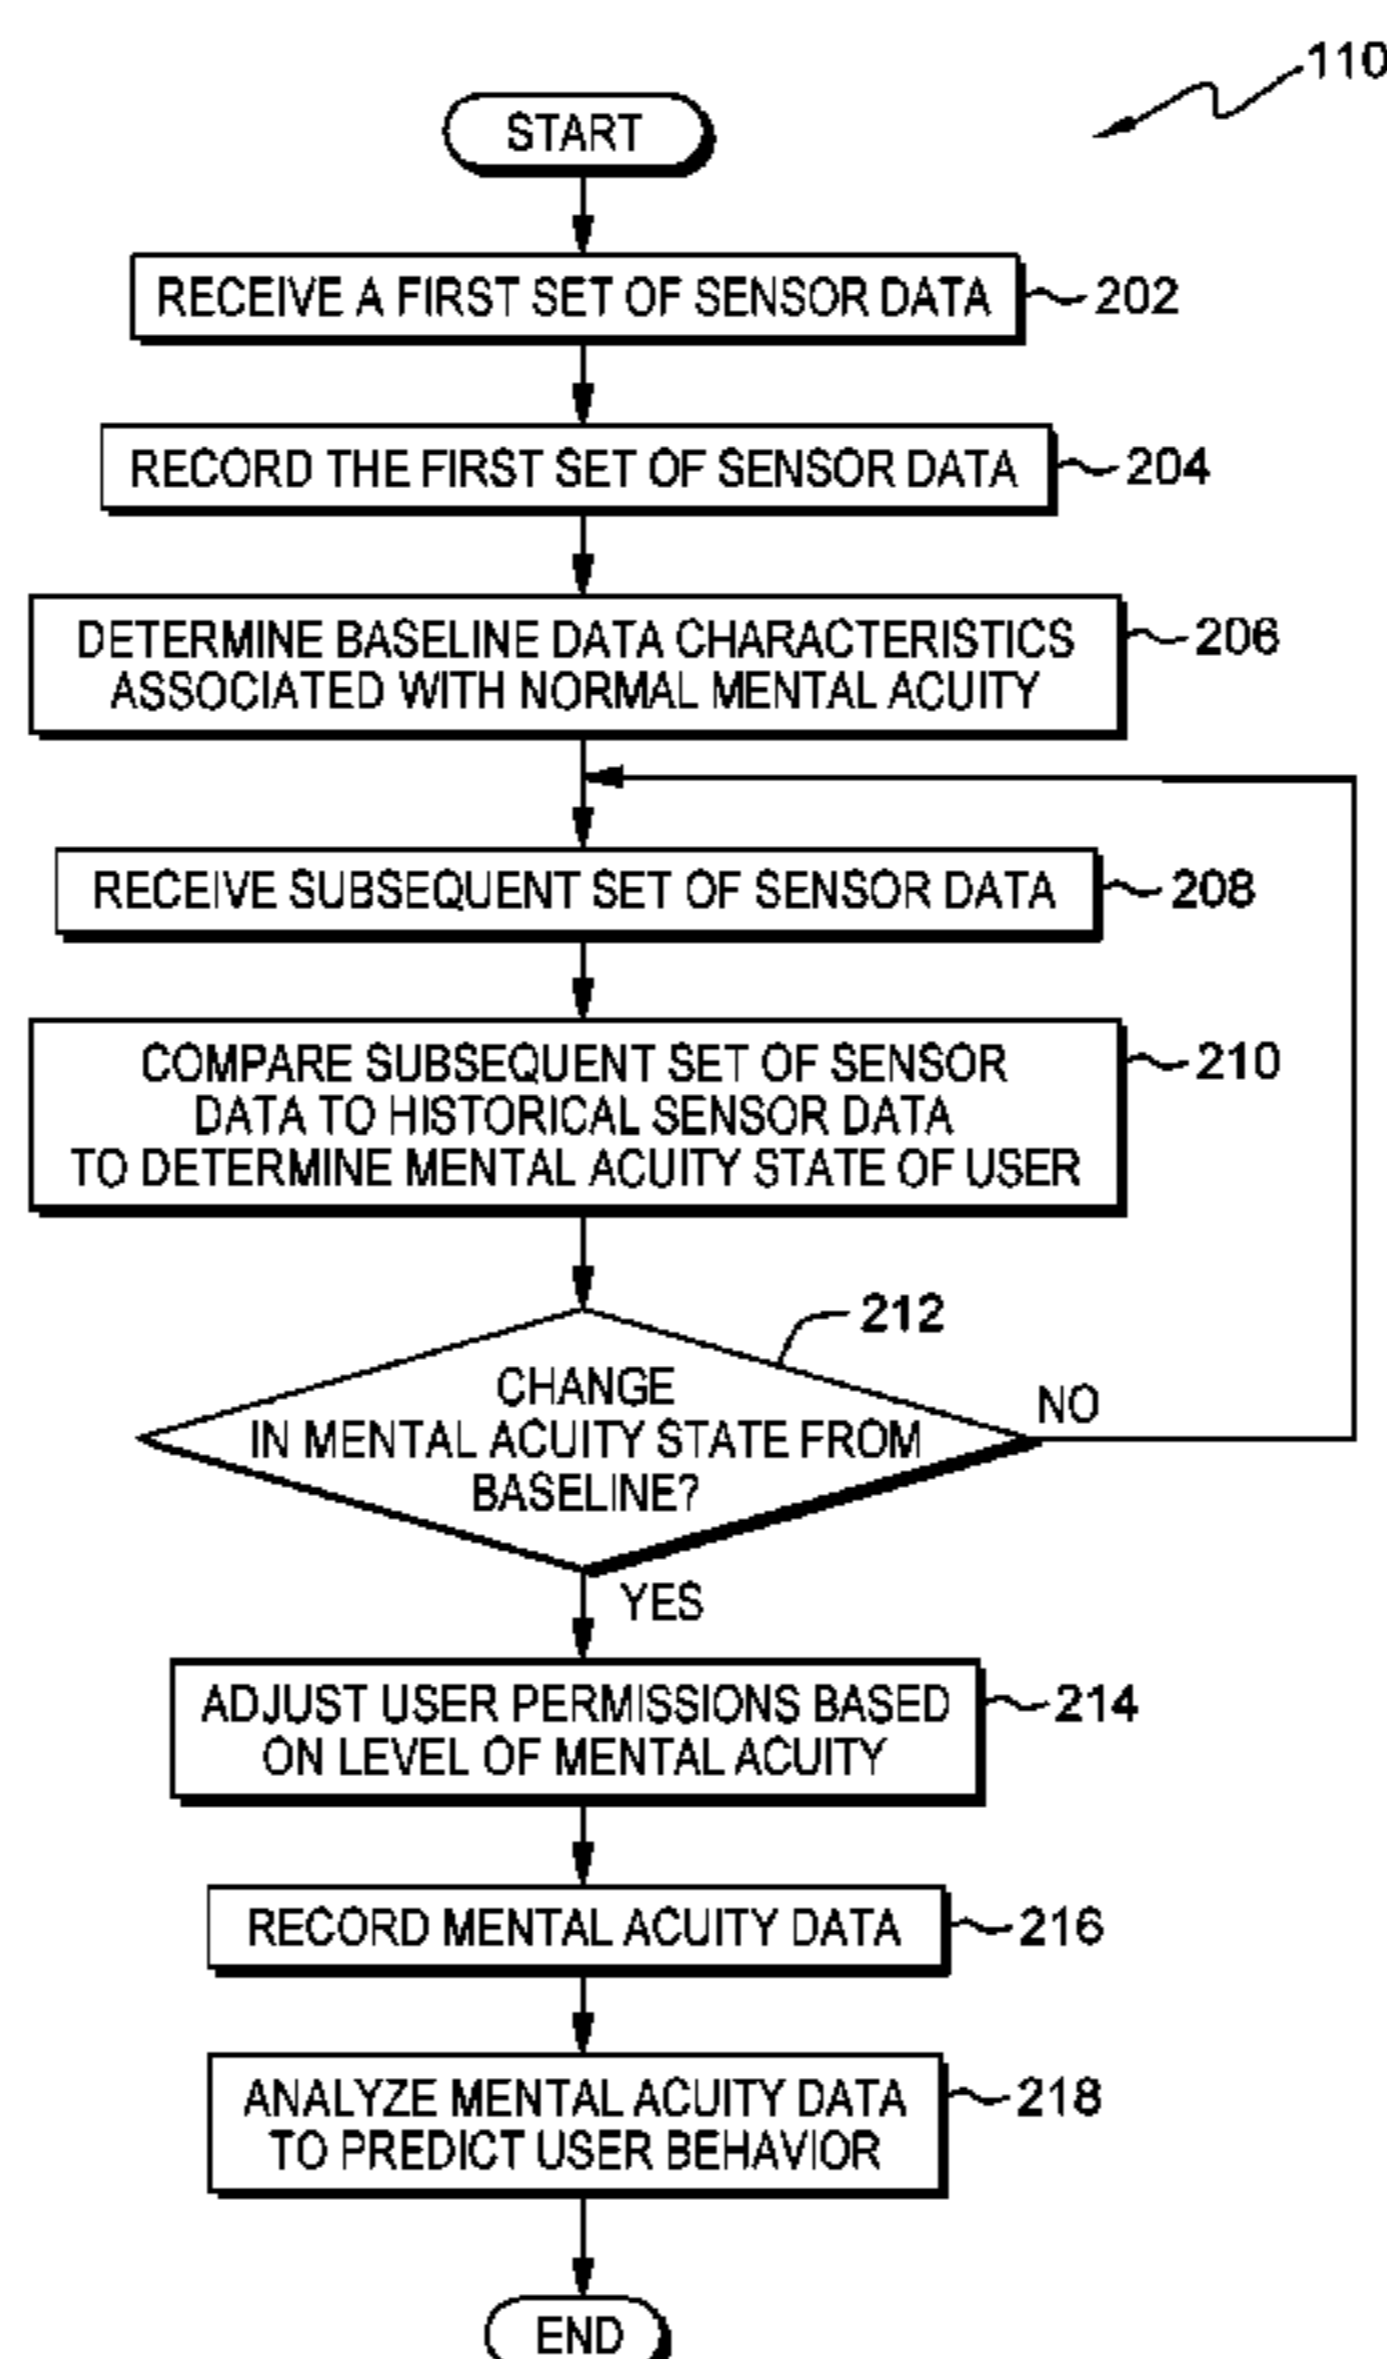 110
START
RECEIVE A FIRST SET OF SENSOR DATA
202
RECORD THE FIRST SET OF SENSOR DATA
204
DETERMINE BASELINE DATA CHARACTERISTICS
ASSOCIATED WITH NORMAL MENTAL ACUITY
206
RECEIVE SUBSEQUENT SET OF SENSOR DATA
208
COMPARE SUBSEQUENT SET OF SENSOR
DATA TO HISTORICAL SENSOR DATA
TO DETERMINE MENTAL ACUITY STATE OF USER
210
212
CHANGE
IN MENTAL ACUITY STATE FROM
BASELINE?
NO
YES
ADJUST USER PERMISSIONS BASED
ON LEVEL OF MENTAL ACUITY
214
RECORD MENTAL ACUITY DATA
216
ANALYZE MENTAL ACUITY DATA
TO PREDICT USER BEHAVIOR
218
END